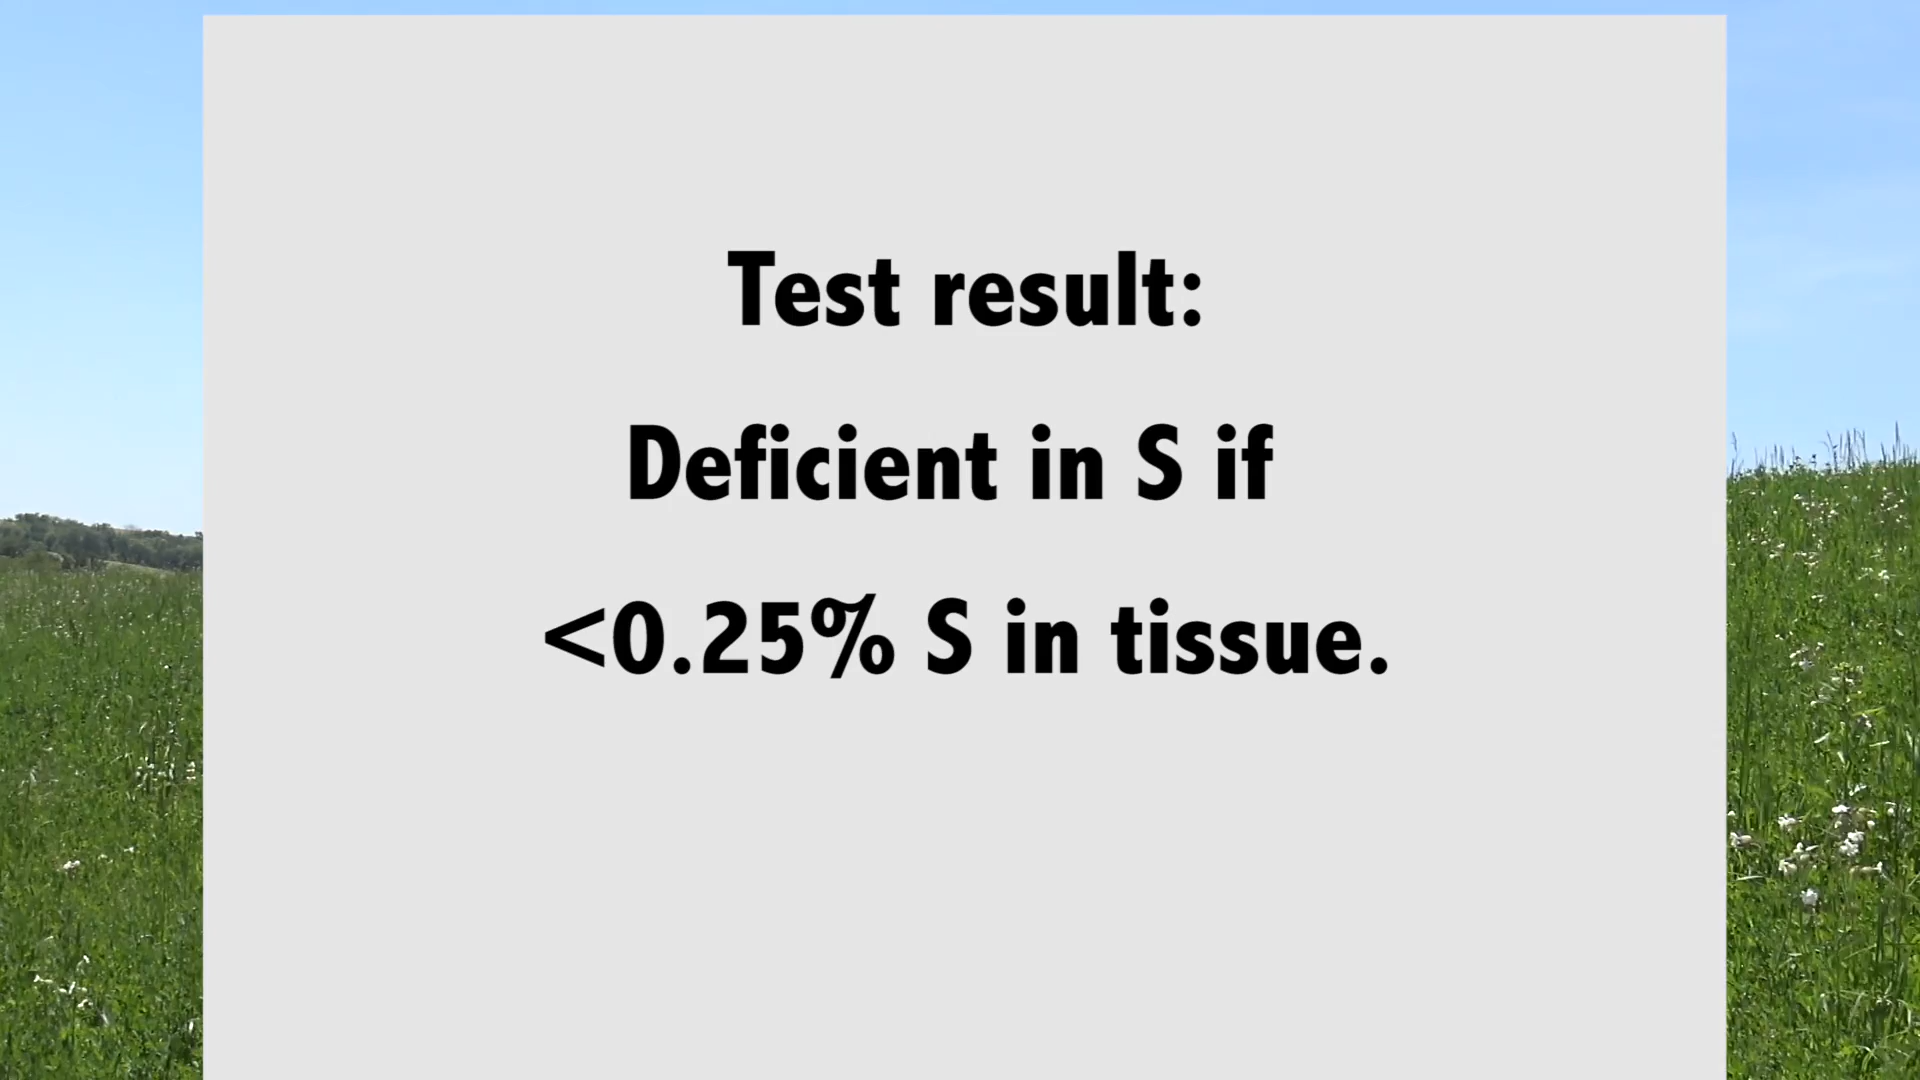 Test result:
Deficient in S if
<0.25% S in tissue.